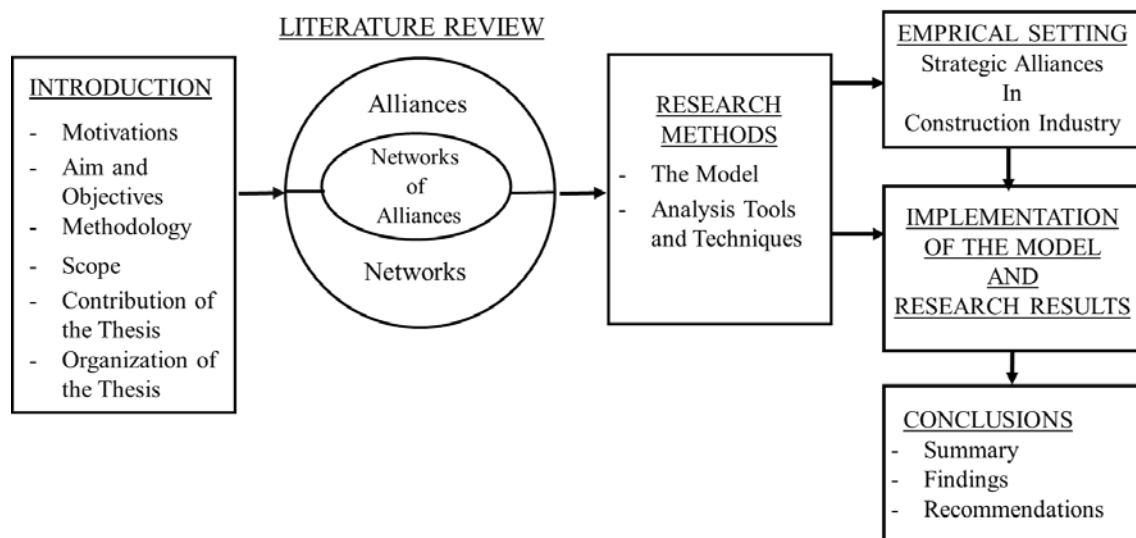 INTRODUCTION
- Motivations
- Aim and
Objectives
- Methodology
- Scope
- Contribution of
the Thesis
- Organization of
the Thesis
LITERATURE REVIEW
Alliances
Networks
of
Alliances
Networks
RESEARCH
METHODS
- The Model
- Analysis Tools
and Techniques
EMPRICAL SETTING
Strategic Alliances
In
Construction Industry
IMPLEMENTATION
OF THE MODEL
AND
RESEARCH RESULTS
CONCLUSIONS
- Summary
- Findings
- Recommendations